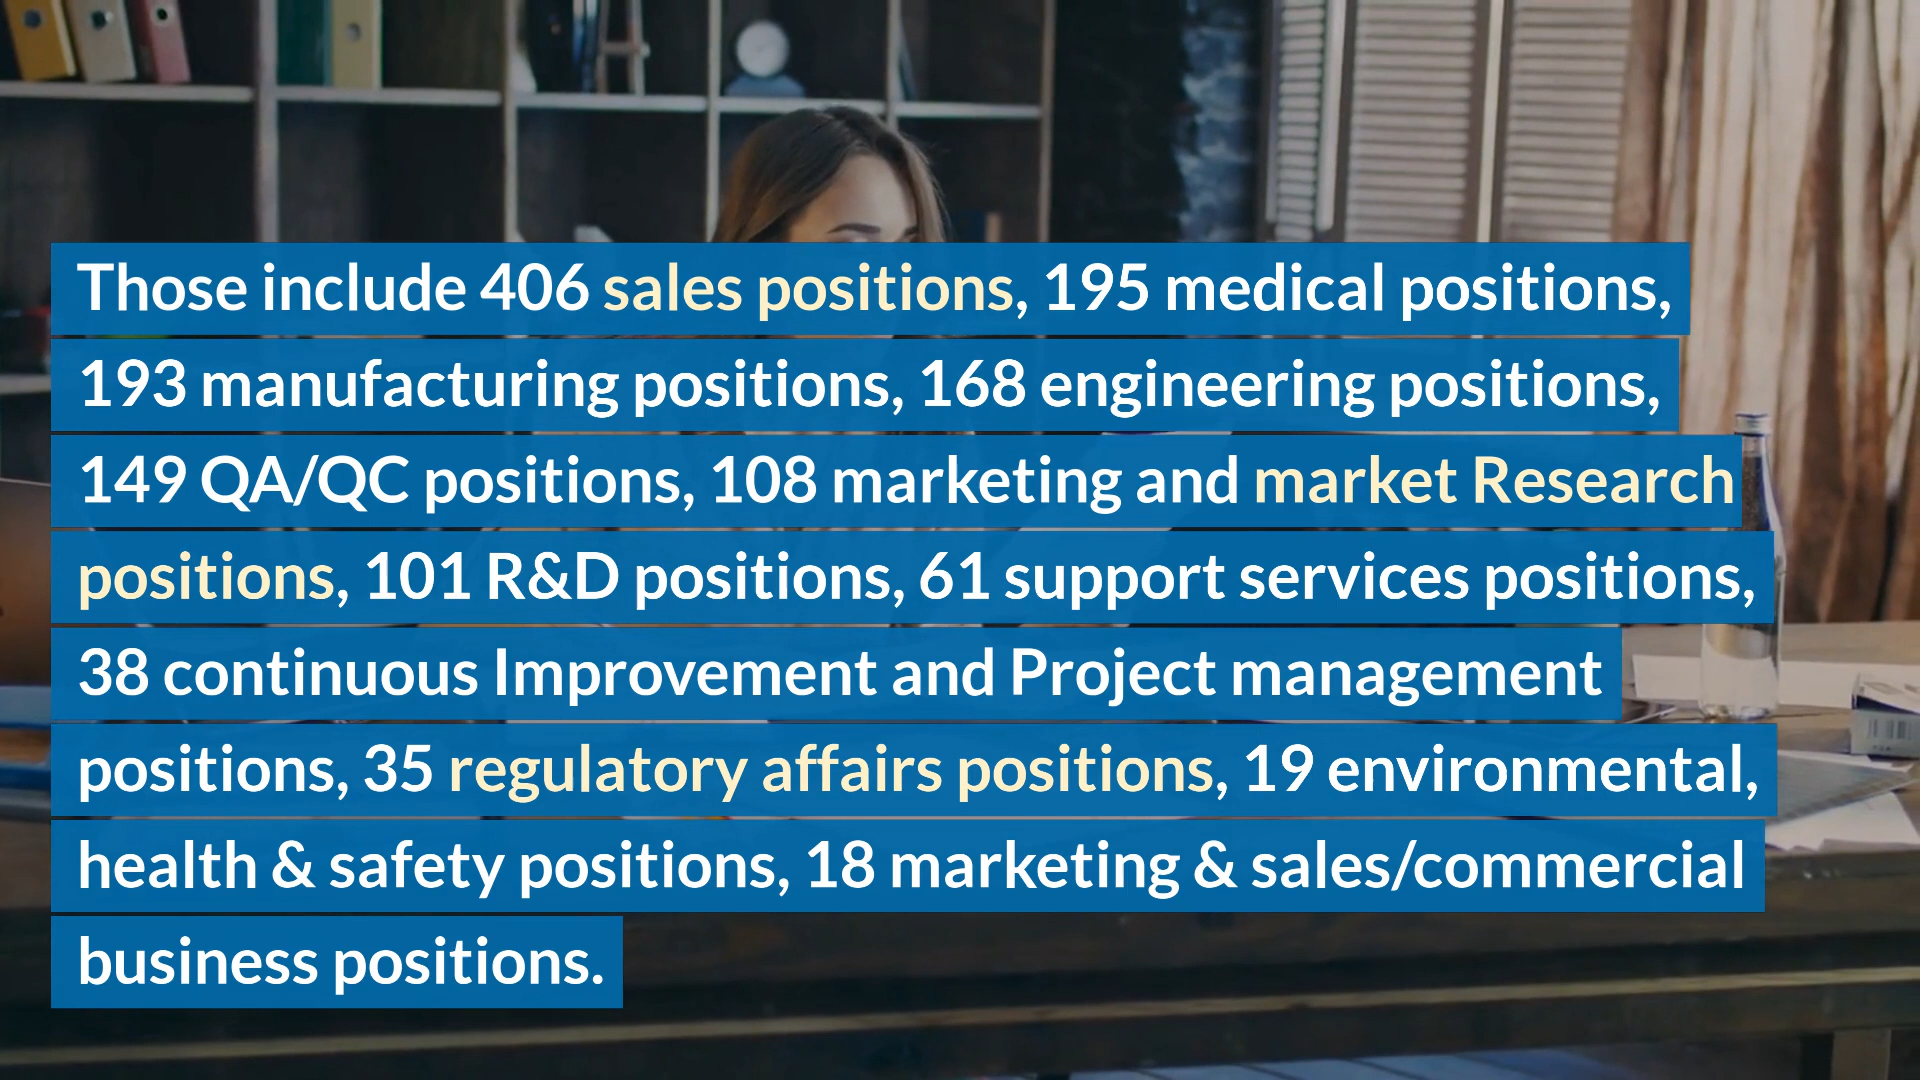 Those include 406 sales positions, 195 medical positions,
193 manufacturing positions, 168 engineering positions,
149 QA/QC positions, 108 marketing and market Research
positions, 101 R&D positions, 61 support services positions,
38 continuous Improvement and Project management
positions, 35 regulatory affairs positions, 19 environmental,
health & safety positions, 18 marketing & sales/commercial
business positions.